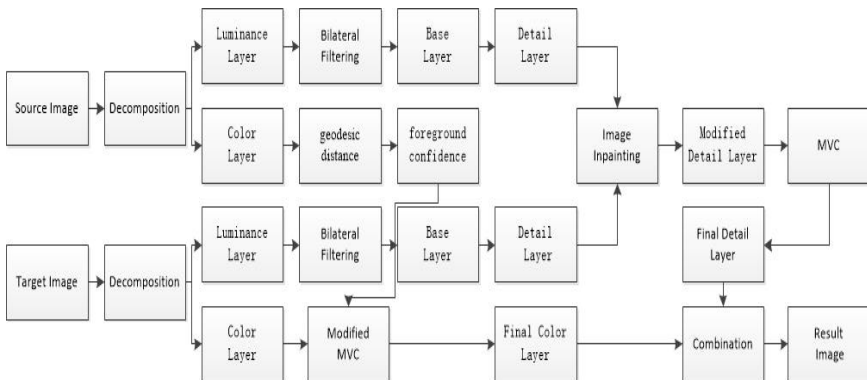 Luminance
Layer
Bilateral
Filtering
Base
Layer
Detail
Layer
Source Image
Decomposition
Color
Layer
geodesic
distance
foreground
confidence
Image
Inpainting
Modified
Detail Layer
MVC
Luminance
Layer
Bilateral
Filtering
Base
Layer
Detail
Layer
Final Detail
Layer
Target Image
Decomposition
Color
Layer
Modified
MVC
Final Color
Layer
Combination
Result
Image